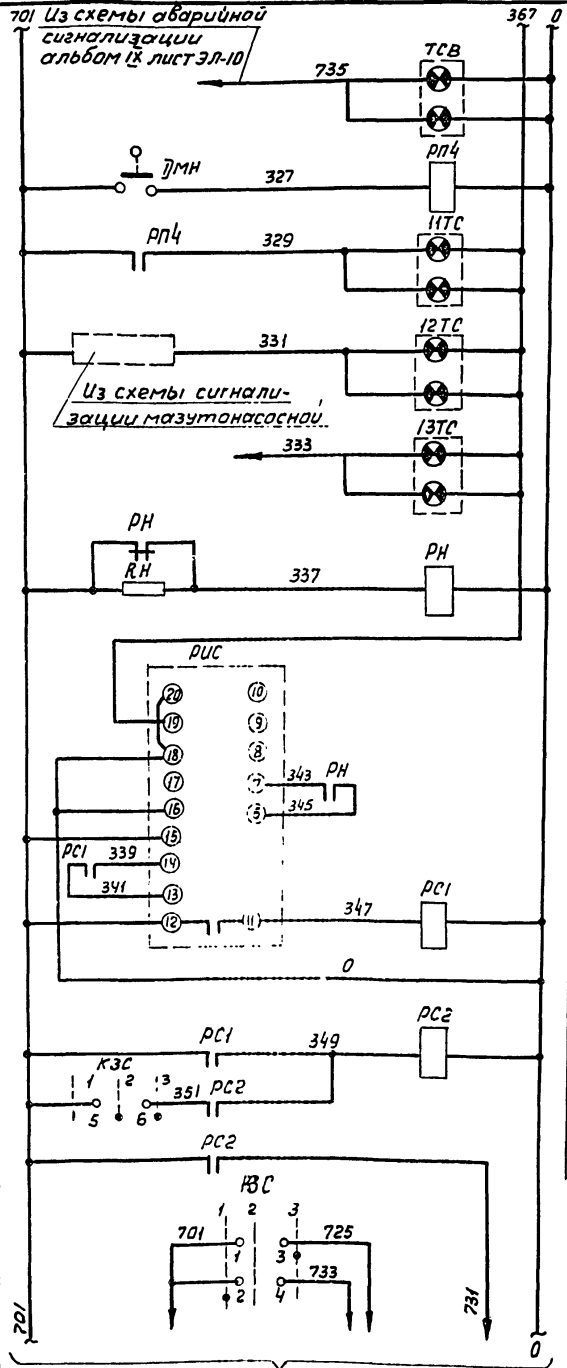 701 Из схемы аварийной 367 0
сигнализации
альбом IX лист ЭЛ-10
735 ТСВ
ДМН 327 РП4
РП4 329 11ТС
331 12ТС
Из схемы сигнали-
зации мазутонасосной
333 13ТС
РН
RН 337 РН
РИС
20 10
19 9
18 8
17 7 343 РН
16 6 345
15
РС1 339 14
341 13
12 11 347 РС1
0
РС1 349 РС2
КЗС
1 2 3 351 РС2
5 6
РС2
КЗС
1 2 3
701 1 3 725
2 4 733
701 731 0